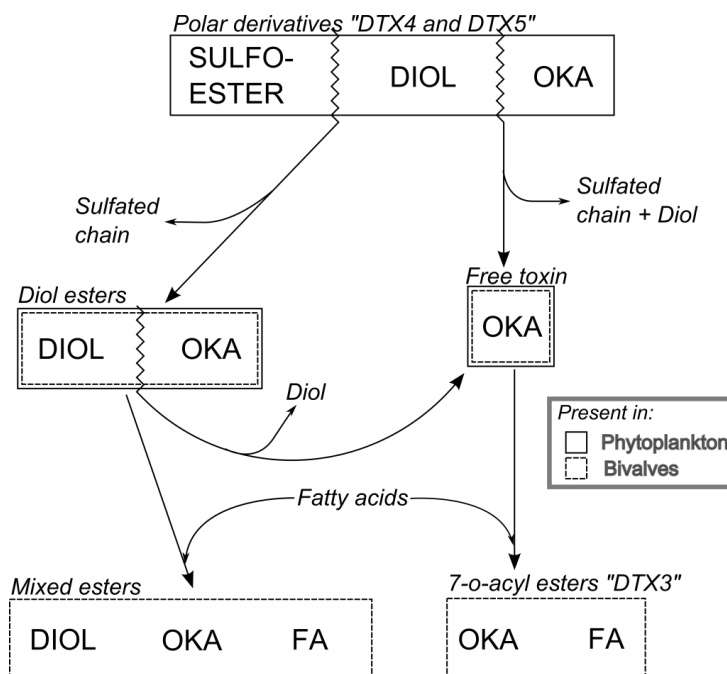 Polar derivatives "DTX4 and DTX5"
SULFO-
ESTER
DIOL
OKA
Sulfated
chain
Sulfated
chain + Diol
Diol esters
DIOL
OKA
Free toxin
OKA
Diol
Present in:
Phytoplankton
Bivalves
Fatty acids
Mixed esters
DIOL
OKA
FA
7-o-acyl esters "DTX3"
OKA
FA